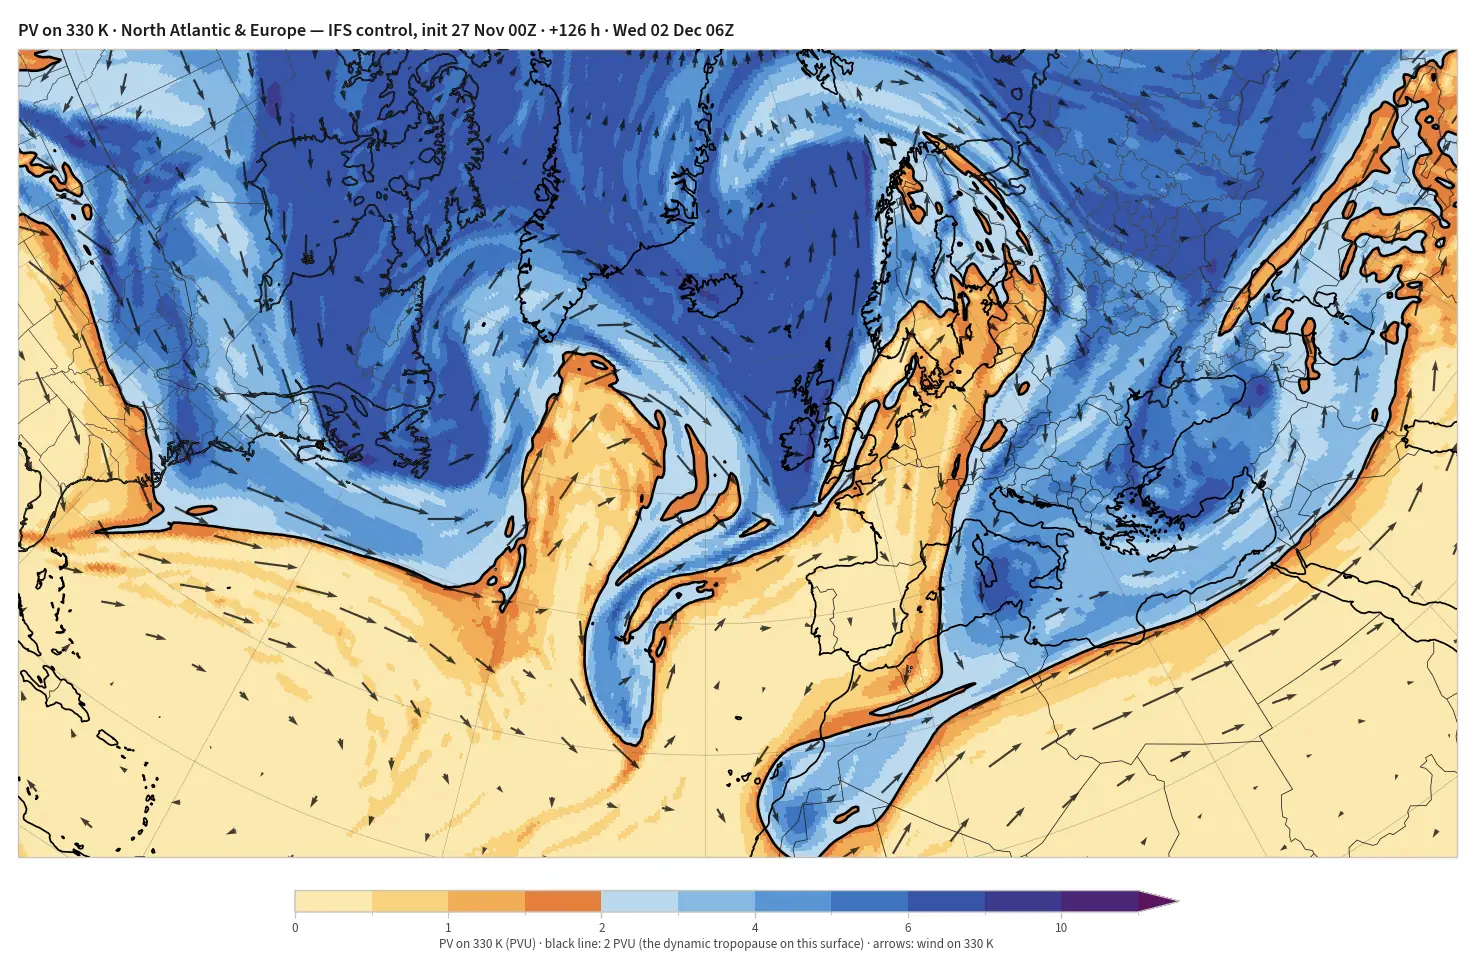 PV on 330 K · North Atlantic & Europe — IFS control, init 27 Nov 00Z · +126 h · Wed 02 Dec 06Z
0 1 2 4 6 10
PV on 330 K (PVU) · black line: 2 PVU (the dynamic tropopause on this surface) · arrows: wind on 330 K